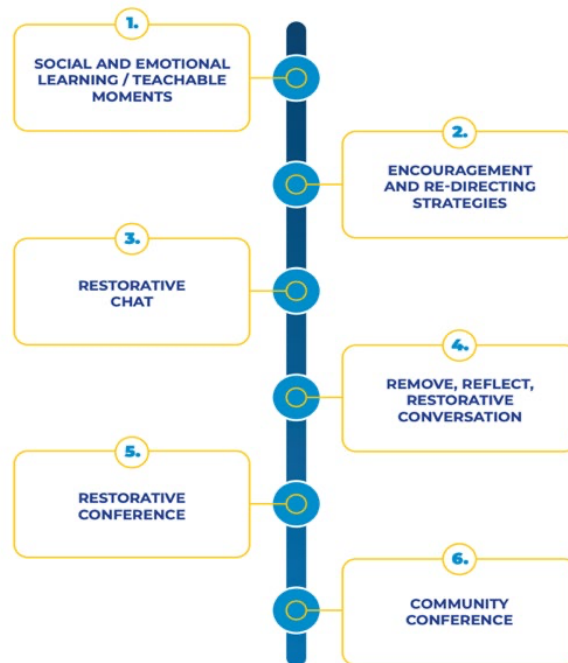 1.
SOCIAL AND EMOTIONAL
LEARNING / TEACHABLE
MOMENTS
2.
ENCOURAGEMENT
AND RE-DIRECTING
STRATEGIES
3.
RESTORATIVE
CHAT
4.
REMOVE, REFLECT,
RESTORATIVE
CONVERSATION
5.
RESTORATIVE
CONFERENCE
6.
COMMUNITY
CONFERENCE